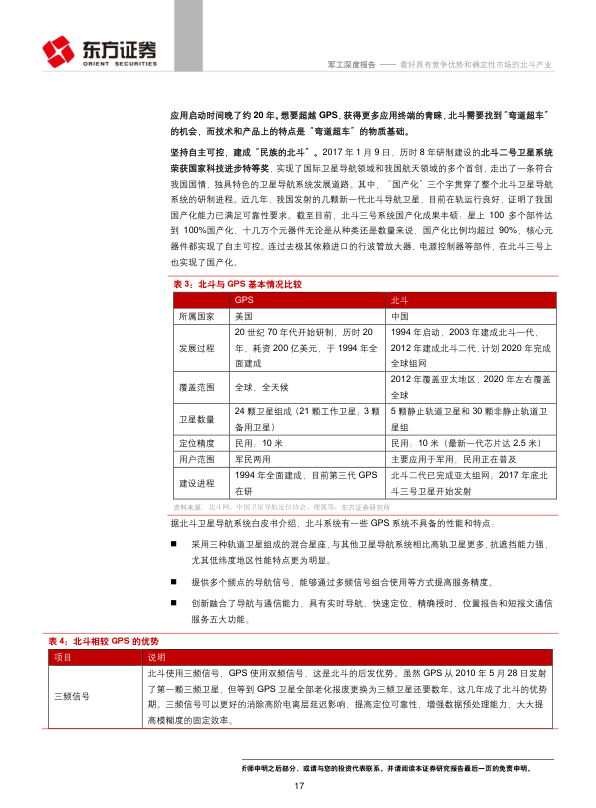 东方证券
ORIENT SECURITIES
军工深度报告 —— 看好具有竞争优势和确定性市场的北斗产业
应用启动时间晚了约 20 年。想要超越 GPS，获得更多应用终端的青睐，北斗需要找到“弯道超车”
的机会，而技术和产品上的特点是“弯道超车”的物质基础。
坚持自主可控，建成“民族的北斗”。2017 年 1 月 9 日，历时 8 年研制建设的北斗二号卫星系统
荣获国家科技进步特等奖，实现了国际卫星导航领域和我国航天领域的多个首创，走出了一条符合
我国国情、独具特色的卫星导航系统发展道路。其中，“国产化”三个字贯穿了整个北斗卫星导航
系统的研制进程。近几年，我国发射的几颗新一代北斗导航卫星，目前在轨运行良好，证明了我国
国产化能力已满足可靠性要求。截至目前，北斗三号系统国产化成果丰硕：星上 100 多个部件达
到 100%国产化，十几万个元器件无论是从种类还是数量来说，国产化比例均超过 90%，核心元
器件都实现了自主可控。连过去极其依赖进口的行波管放大器、电源控制器等部件，在北斗三号上
也实现了国产化。
表 3：北斗与 GPS 基本情况比较
GPS 北斗
所属国家 美国 中国
发展过程 20 世纪 70 年代开始研制，历时 20 1994 年启动，2003 年建成北斗一代，
年，耗资 200 亿美元，于 1994 年全 2012 年建成北斗二代，计划 2020 年完成
面建成 全球组网
覆盖范围 全球、全天候 2012 年覆盖亚太地区，2020 年左右覆盖
全球
卫星数量 24 颗卫星组成（21 颗工作卫星，3 颗 5 颗静止轨道卫星和 30 颗非静止轨道卫
备用卫星） 星组
定位精度 民用：10 米 民用：10 米（最新一代芯片达 2.5 米）
用户范围 军民两用 主要应用于军用，民用正在普及
建设进程 1994 年全面建成，目前第三代 GPS 北斗二代已完成亚太组网；2017 年底北
在研 斗三号卫星开始发射
资料来源：北斗网，中国卫星导航定位协会，搜狐等，东方证券研究所
据北斗卫星导航系统白皮书介绍，北斗系统有一些 GPS 系统不具备的性能和特点：
■ 采用三种轨道卫星组成的混合星座，与其他卫星导航系统相比高轨卫星更多，抗遮挡能力强，
尤其低纬度地区性能特点更为明显。
■ 提供多个频点的导航信号，能够通过多频信号组合使用等方式提高服务精度。
■ 创新融合了导航与通信能力，具有实时导航、快速定位、精确授时、位置报告和短报文通信
服务五大功能。
表 4：北斗相较 GPS 的优势
项目 说明
三频信号 北斗使用三频信号，GPS 使用双频信号，这是北斗的后发优势。虽然 GPS 从 2010 年 5 月 28 日发射
了第一颗三频卫星，但等到 GPS 卫星全部老化报废更换为三频卫星还要数年。这几年成了北斗的优势
期。三频信号可以更好的消除高阶电离层延迟影响，提高定位可靠性，增强数据预处理能力，大大提
高模糊度的固定效率。
析师申明之后部分，或请与您的投资代表联系。并请阅读本证券研究报告最后一页的免责申明。
17